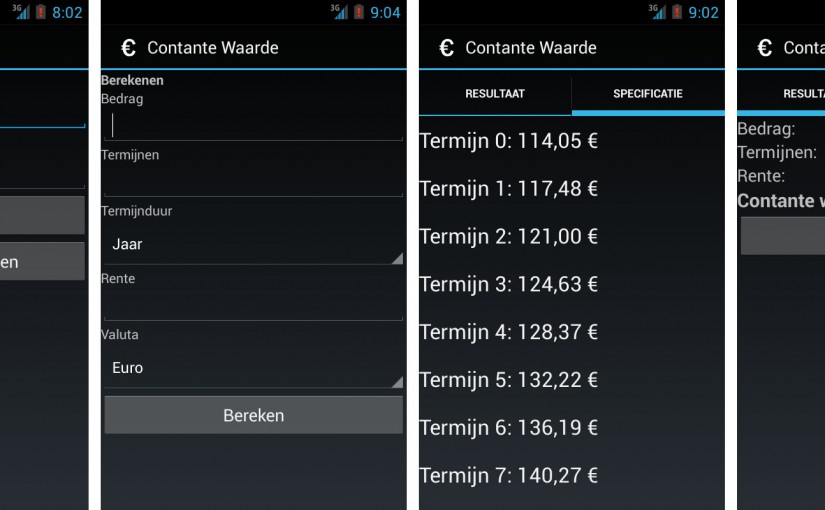 3G 8:02
en
3G 9:04
€ Contante Waarde
Berekenen
Bedrag
Termijnen
Termijnduur
Jaar
Rente
Valuta
Euro
Bereken
3G 9:02
€ Contante Waarde
RESULTAAT SPECIFICATIE
Termijn 0: 114,05 €
Termijn 1: 117,48 €
Termijn 2: 121,00 €
Termijn 3: 124,63 €
Termijn 4: 128,37 €
Termijn 5: 132,22 €
Termijn 6: 136,19 €
Termijn 7: 140,27 €
€ Conta
RESULTA
Bedrag:
Termijnen:
Rente:
Contante w